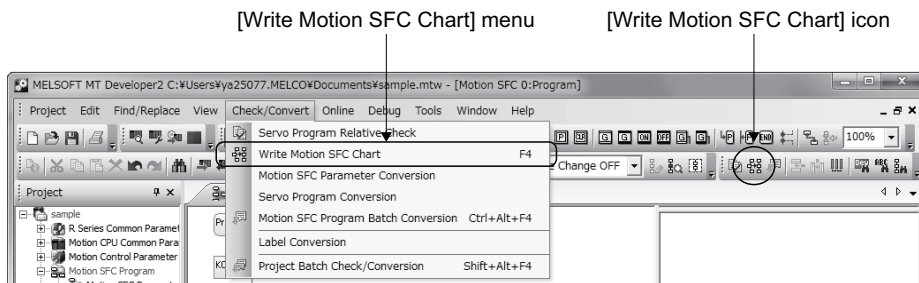 [Write Motion SFC Chart] menu
[Write Motion SFC Chart] icon
MELSOFT MT Developer2 C:¥Users¥ya25077.MELCO¥Documents¥sample.mtw - [Motion SFC 0:Program]
Project Edit Find/Replace View Check/Convert Online Debug Tools Window Help
Servo Program Relative Check
100%
Write Motion SFC Chart F4
Change OFF
Motion SFC Parameter Conversion
Project
Servo Program Conversion
sample
Pr
Motion SFC Program Batch Conversion Ctrl+Alt+F4
R Series Common Paramet
Motion CPU Common Para
Label Conversion
Motion Control Parameter
Motion SFC Program
KC
Project Batch Check/Conversion Shift+Alt+F4